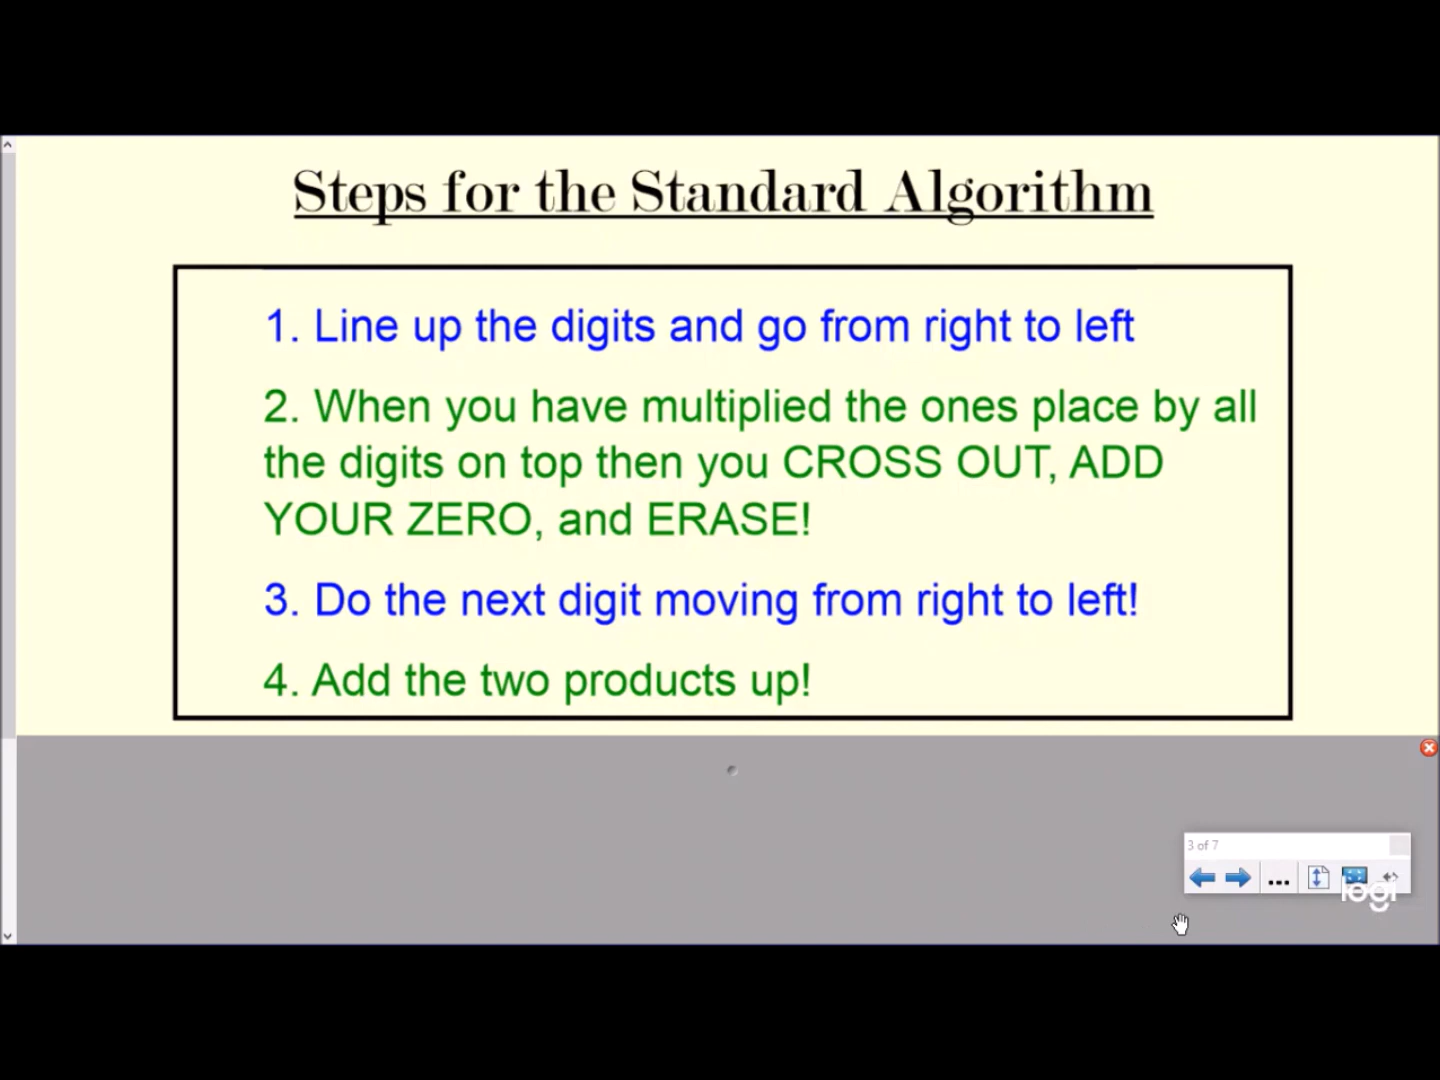 Steps for the Standard Algorithm
1. Line up the digits and go from right to left
2. When you have multiplied the ones place by all
the digits on top then you CROSS OUT, ADD
YOUR ZERO, and ERASE!
3. Do the next digit moving from right to left!
4. Add the two products up!
3 of 7
...
logi